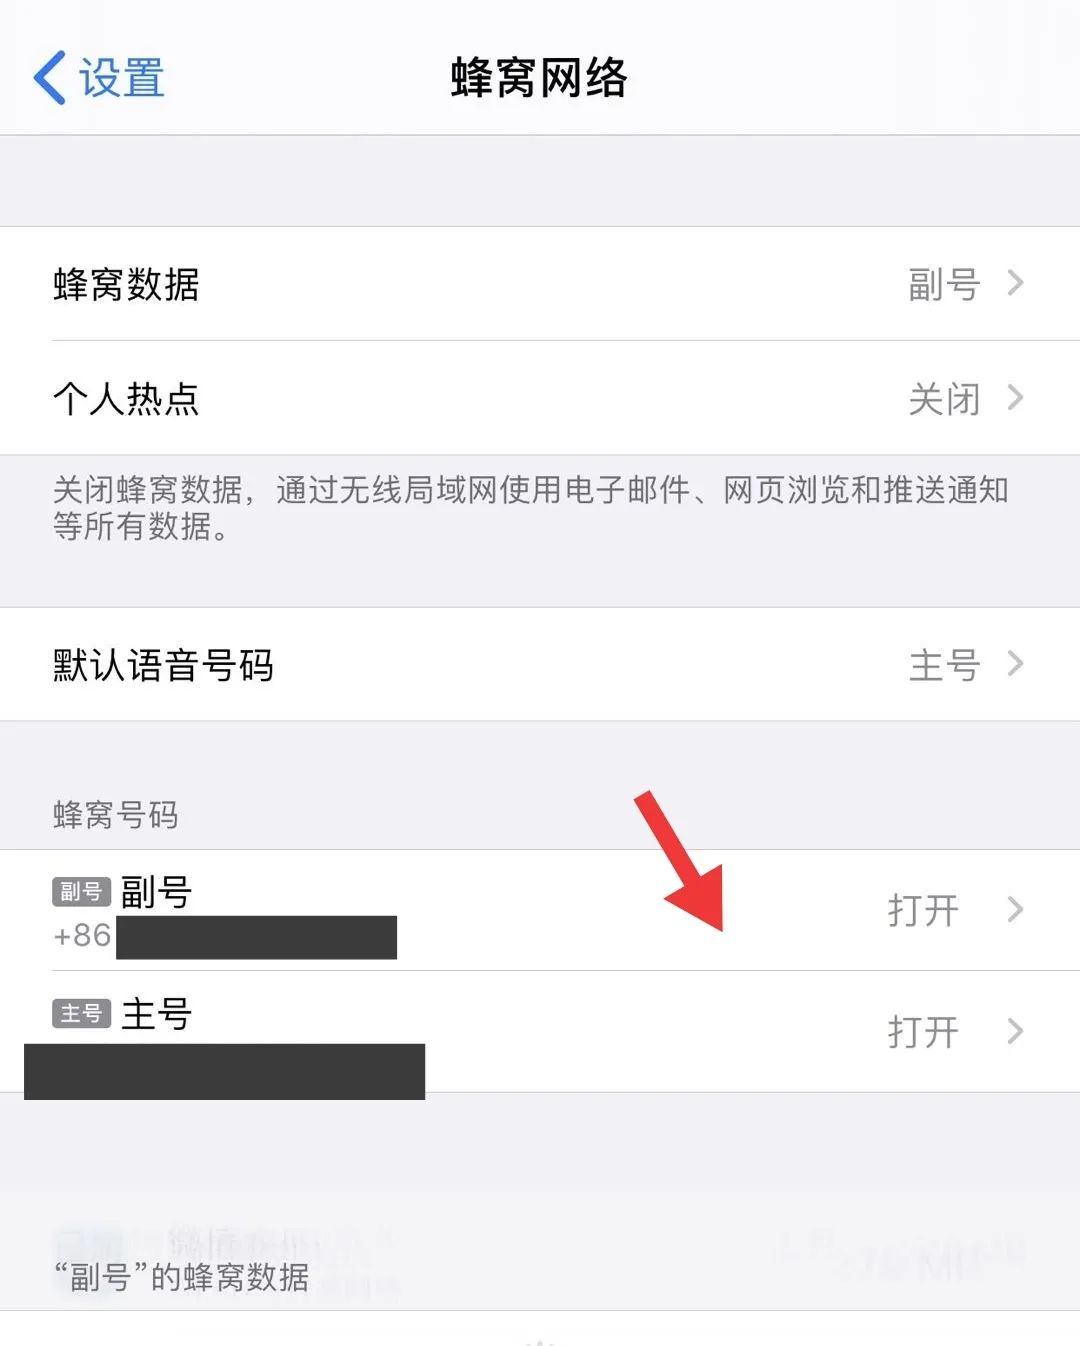 设置
蜂窝网络
蜂窝数据
副号
个人热点
关闭
关闭蜂窝数据，通过无线局域网使用电子邮件、网页浏览和推送通知
等所有数据。
默认语音号码
主号
蜂窝号码
副号 副号
+86
打开
主号 主号
打开
“副号”的蜂窝数据